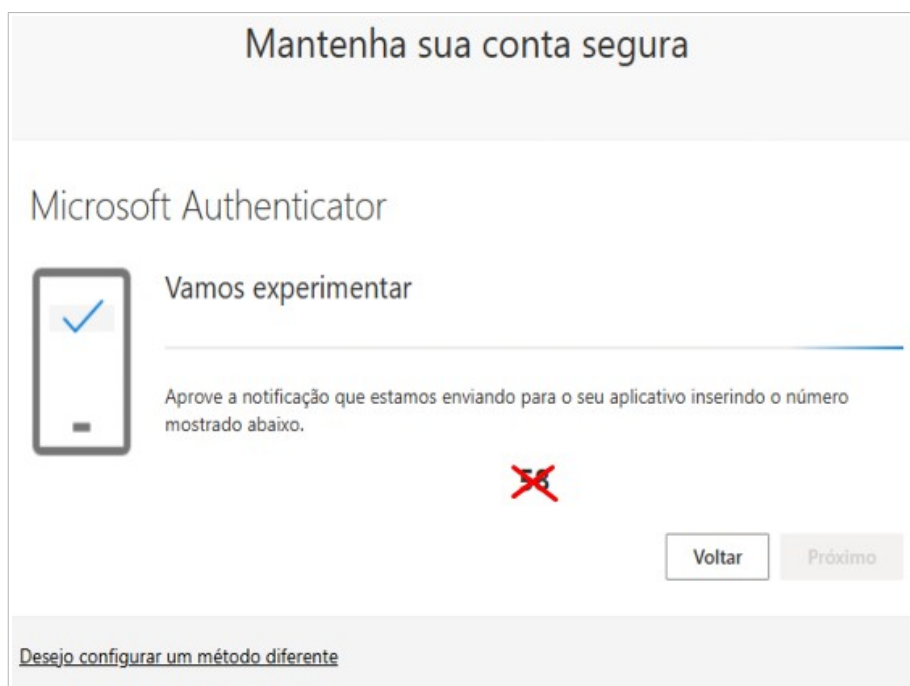 Mantenha sua conta segura
Microsoft Authenticator
Vamos experimentar
Aprove a notificação que estamos enviando para o seu aplicativo inserindo o número
mostrado abaixo.
Voltar
Próximo
Desejo configurar um método diferente